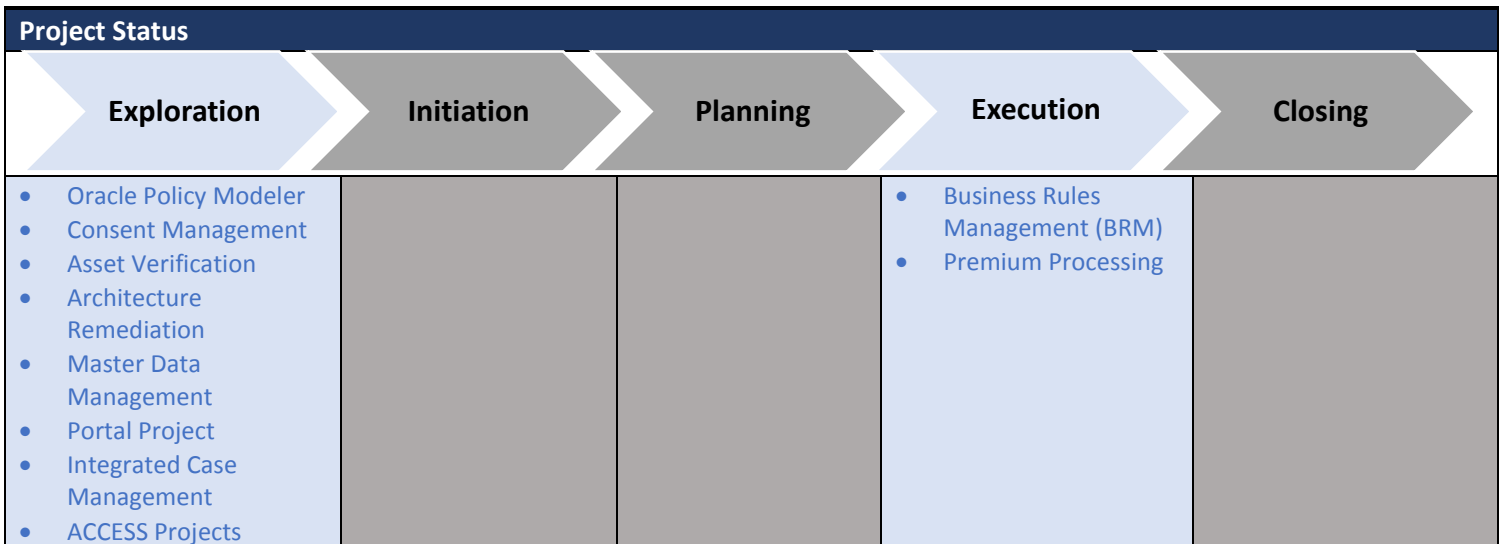 Project Status
Exploration
Initiation
Planning
Execution
Closing
• Oracle Policy Modeler
• Consent Management
• Asset Verification
• Architecture
Remediation
• Master Data
Management
• Portal Project
• Integrated Case
Management
• ACCESS Projects
• Business Rules
Management (BRM)
• Premium Processing